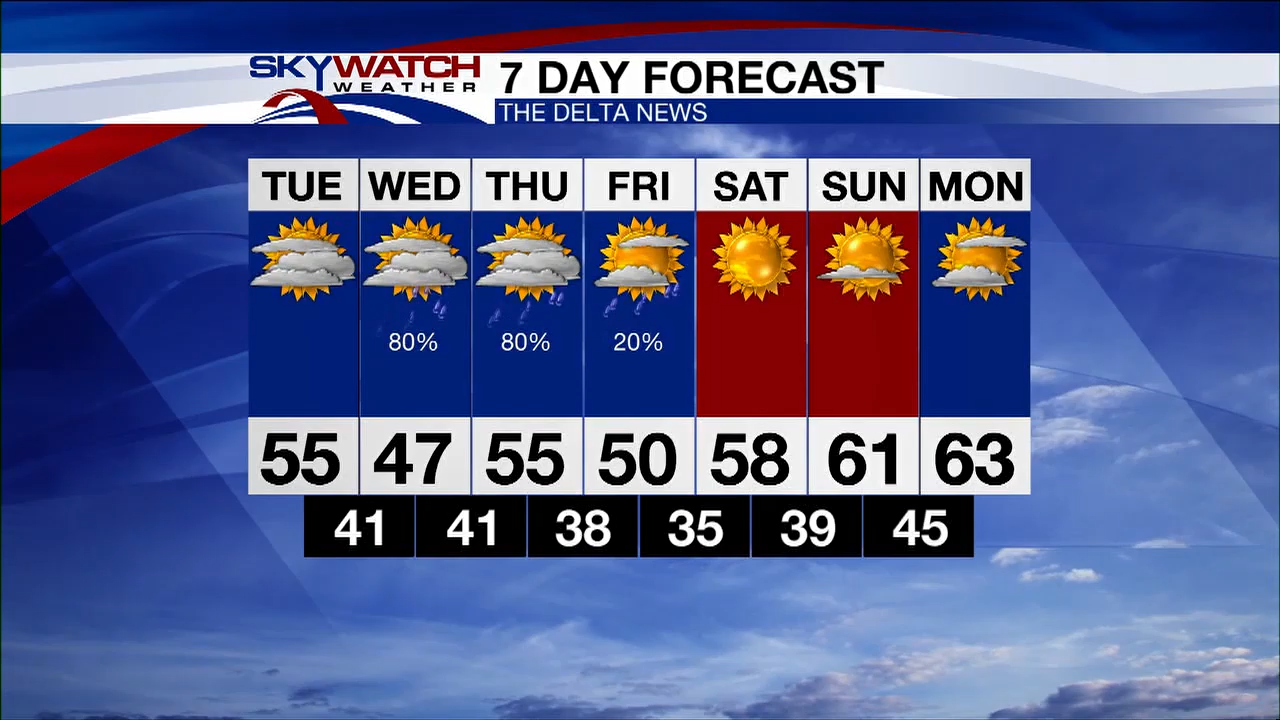 SKYWATCH
WEATHER
7 DAY FORECAST
THE DELTA NEWS
TUE WED THU FRI SAT SUN MON
80% 80% 20%
55 47 55 50 58 61 63
41 41 38 35 39 45